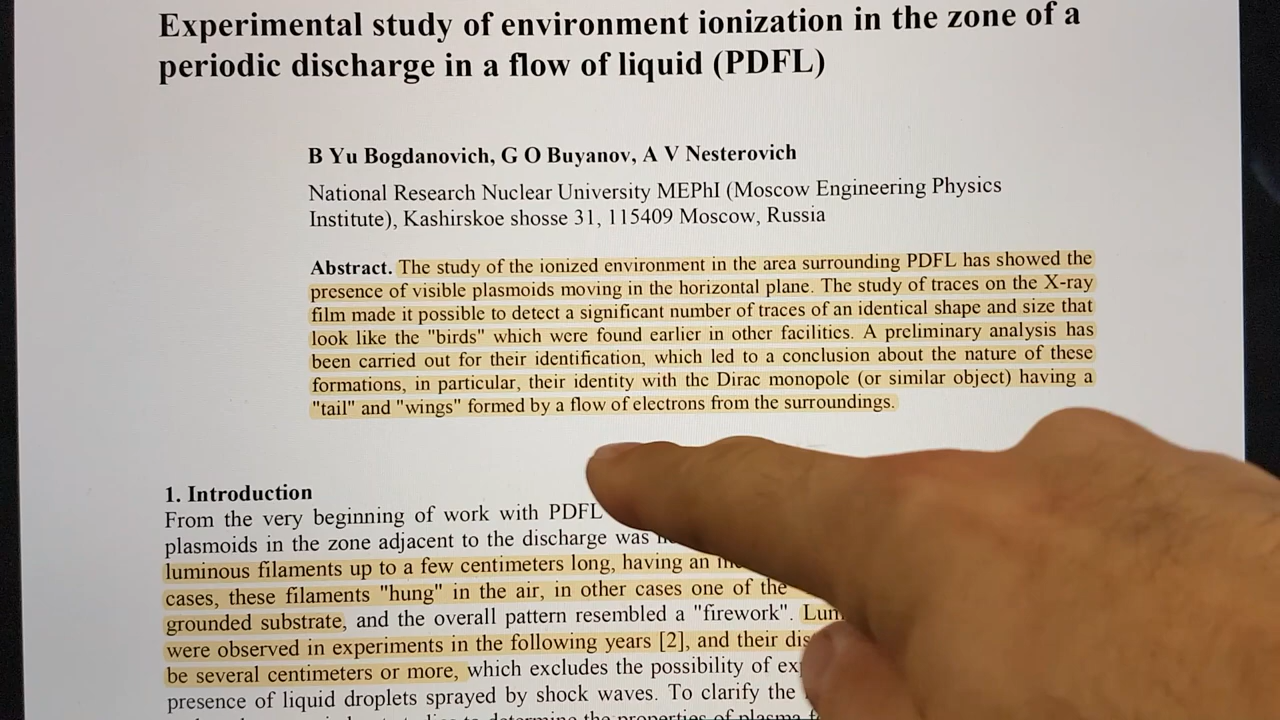 Experimental study of environment ionization in the zone of a
periodic discharge in a flow of liquid (PDFL)
B Yu Bogdanovich, G O Buyanov, A V Nesterovich
National Research Nuclear University MEPhI (Moscow Engineering Physics
Institute), Kashirskoe shosse 31, 115409 Moscow, Russia
Abstract. The study of the ionized environment in the area surrounding PDFL has showed the
presence of visible plasmoids moving in the horizontal plane. The study of traces on the X-ray
film made it possible to detect a significant number of traces of an identical shape and size that
look like the "birds" which were found earlier in other facilities. A preliminary analysis has
been carried out for their identification, which led to a conclusion about the nature of these
formations, in particular, their identity with the Dirac monopole (or similar object) having a
"tail" and "wings" formed by a flow of electrons from the surroundings.
1. Introduction
From the very beginning of work with PDFL
plasmoids in the zone adjacent to the discharge was
luminous filaments up to a few centimeters long, having an
cases, these filaments "hung" in the air, in other cases one of the
grounded substrate, and the overall pattern resembled a "firework".
were observed in experiments in the following years [2], and their
be several centimeters or more, which excludes the possibility of
presence of liquid droplets sprayed by shock waves. To clarify the
determine the properties of plasma